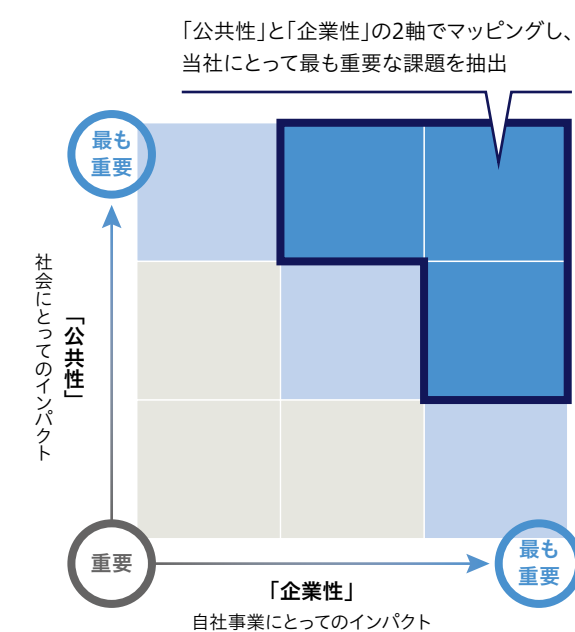 「公共性」と「企業性」の2軸でマッピングし、
当社にとって最も重要な課題を抽出
最も
重要
「公共性」
社会にとってのインパクト
重要
最も
重要
「企業性」
自社事業にとってのインパクト